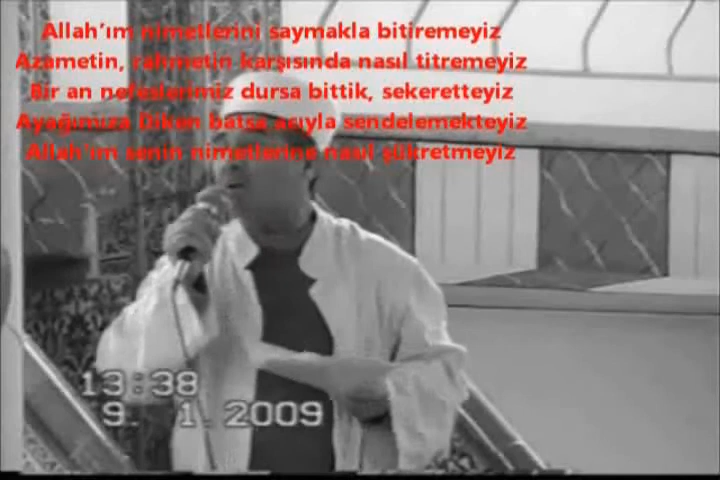 Allah'ım nimetlerini saymakla bitiremeyiz
Azametin, rahmetin karşısında nasıl titremeyiz
Bir an nefeslerimiz dursa bittik, sekeretteyiz
Ayağımıza Diken batsa acıyla sendelemekteyiz
Allah'ım senin nimetlerine nasıl şükretmeyiz
13:38
9. 1.2009